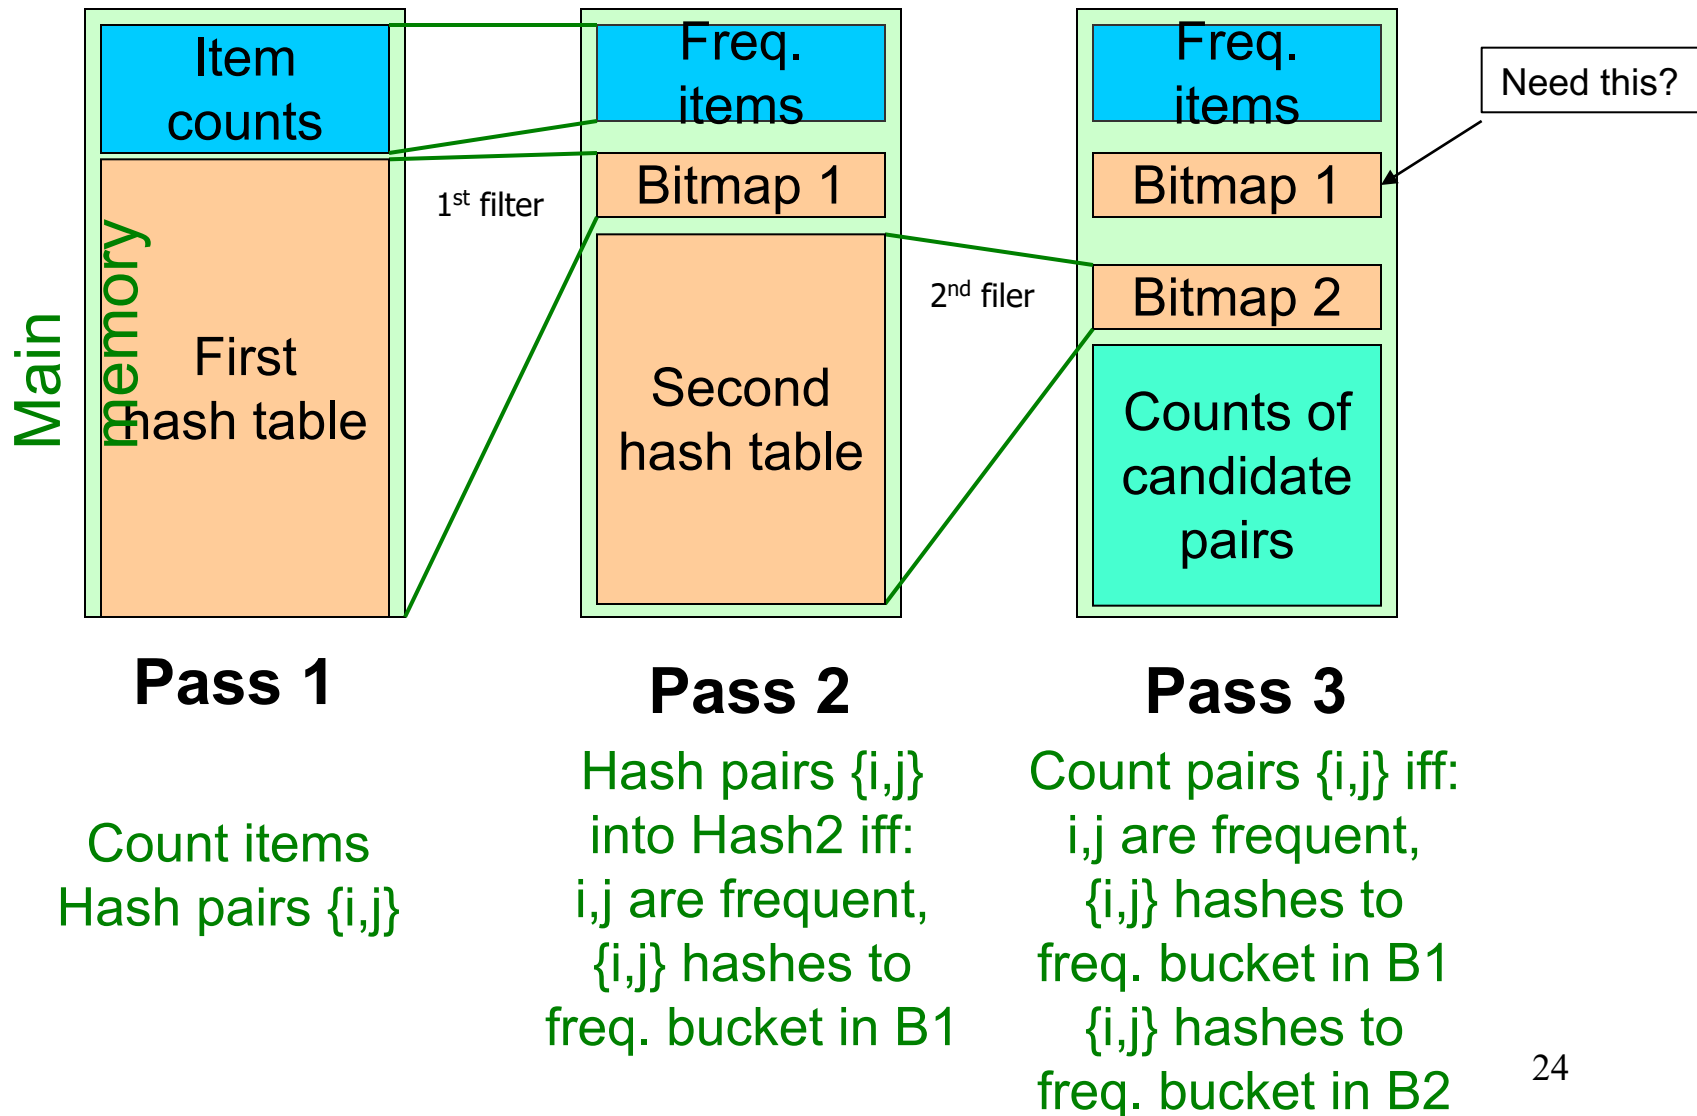 Main
memory
Item
counts
First
hash table
1st filter
Freq.
items
Bitmap 1
Second
hash table
2nd filer
Freq.
items
Bitmap 1
Bitmap 2
Counts of
candidate
pairs
Need this?
Pass 1
Count items
Hash pairs {i,j}
Pass 2
Hash pairs {i,j}
into Hash2 iff:
i,j are frequent,
{i,j} hashes to
freq. bucket in B1
Pass 3
Count pairs {i,j} iff:
i,j are frequent,
{i,j} hashes to
freq. bucket in B1
{i,j} hashes to
freq. bucket in B2
24